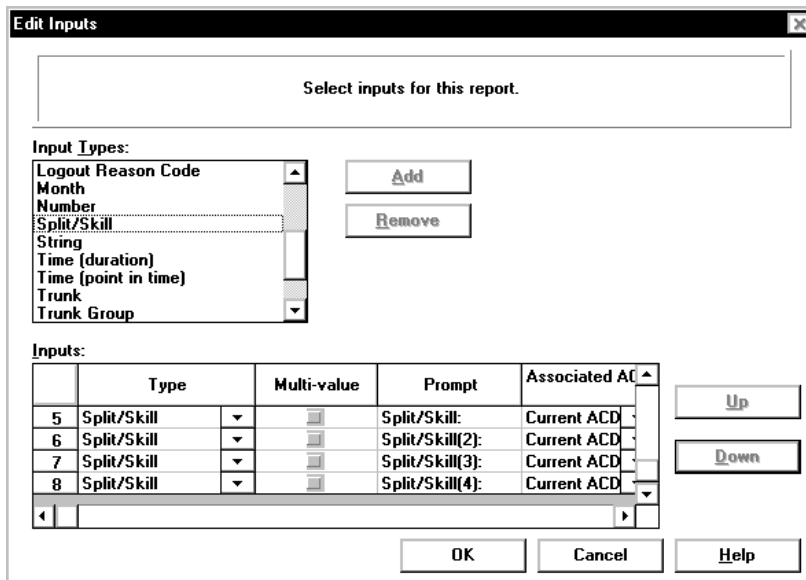 Edit Inputs
Select inputs for this report.
Input Types:
Logout Reason Code
Month
Number
Split/Skill
String
Time (duration)
Time (point in time)
Trunk
Trunk Group
Add
Remove
Inputs:
Type Multi-value Prompt Associated AC
5 Split/Skill Split/Skill: Current ACD
6 Split/Skill Split/Skill(2): Current ACD
7 Split/Skill Split/Skill(3): Current ACD
8 Split/Skill Split/Skill(4): Current ACD
Up
Down
OK Cancel Help